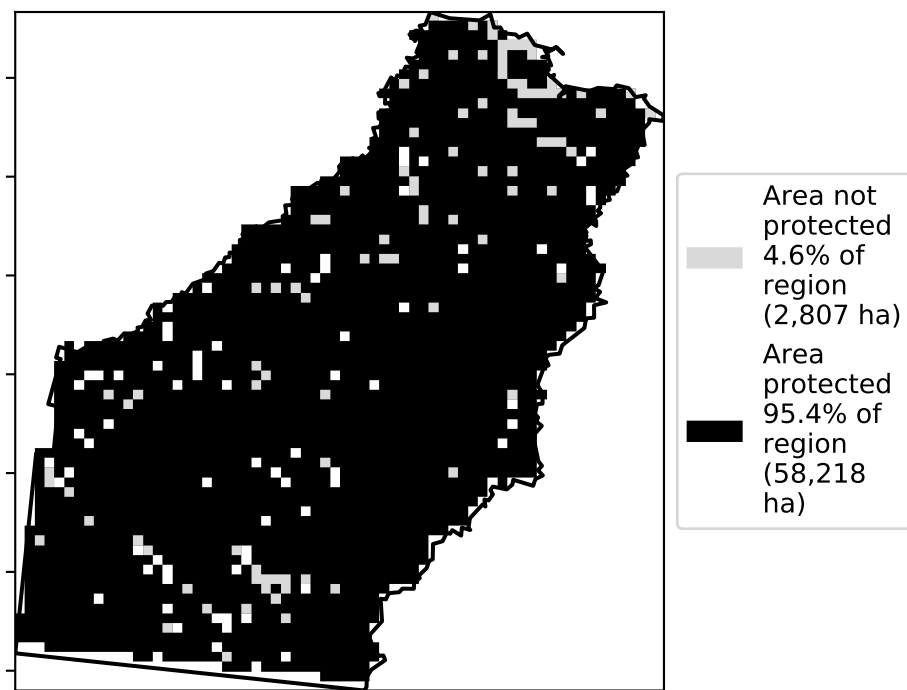 Area not
protected
4.6% of
region
(2,807 ha)
Area
protected
95.4% of
region
(58,218
ha)